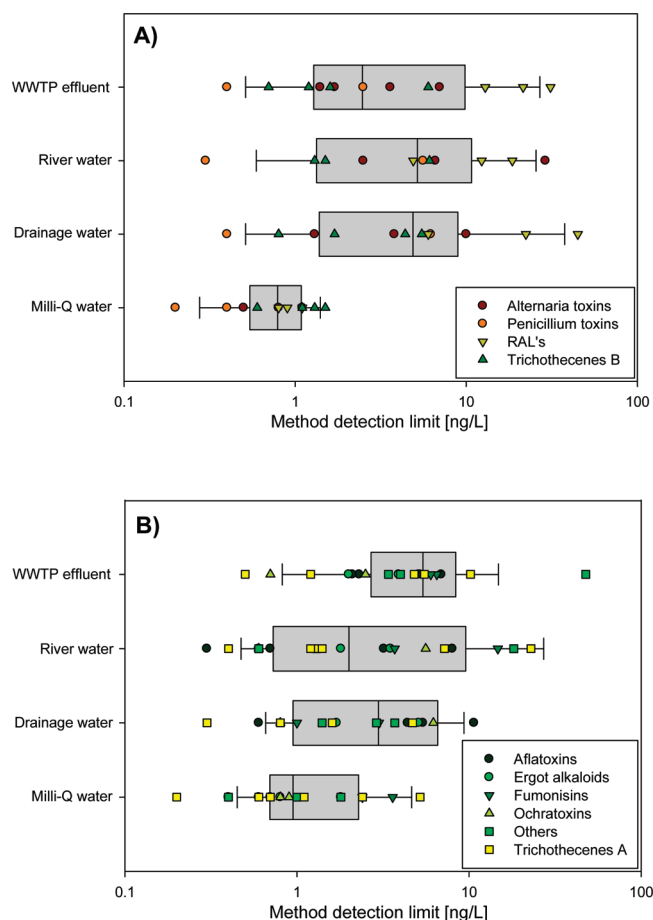 A)
WWTP effluent
River water
Drainage water
Milli-Q water
Alternaria toxins
Penicillium toxins
RAL's
Trichothecenes B
0.1 1 10 100
Method detection limit [ng/L]
B)
WWTP effluent
River water
Drainage water
Milli-Q water
Aflatoxins
Ergot alkaloids
Fumonisins
Ochratoxins
Others
Trichothecenes A
0.1 1 10 100
Method detection limit [ng/L]